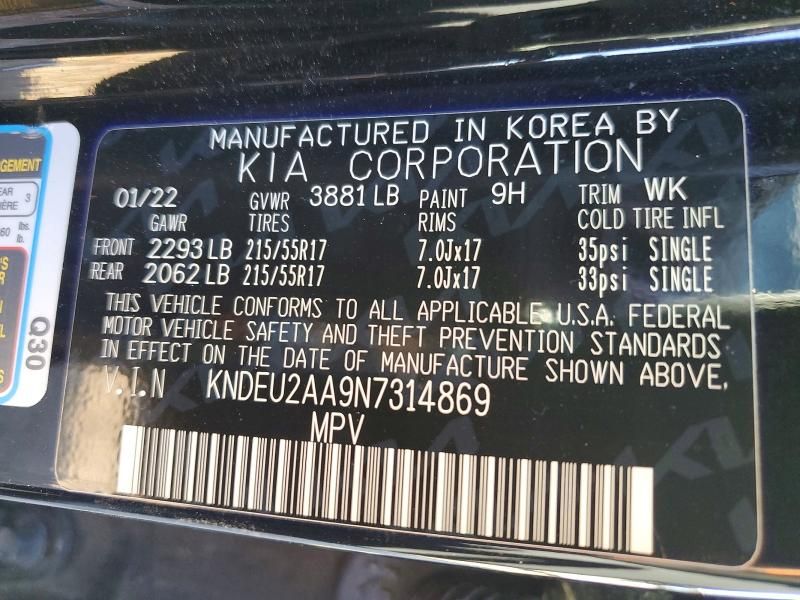 MANUFACTURED IN KOREA BY
KIA CORPORATION
01/22 GVWR 3881 LB PAINT 9H TRIM WK
GAWR TIRES RIMS COLD TIRE INFL
FRONT 2293 LB 215/55R17 7.0Jx17 35psi SINGLE
REAR 2062 LB 215/55R17 7.0Jx17 33psi SINGLE
THIS VEHICLE CONFORMS TO ALL APPLICABLE U.S.A. FEDERAL
MOTOR VEHICLE SAFETY AND THEFT PREVENTION STANDARDS
IN EFFECT ON THE DATE OF MANUFACTURE SHOWN ABOVE.
V.I.N KNDEU2AA9N7314869
MPV
3
lbs.
lb.
Q30